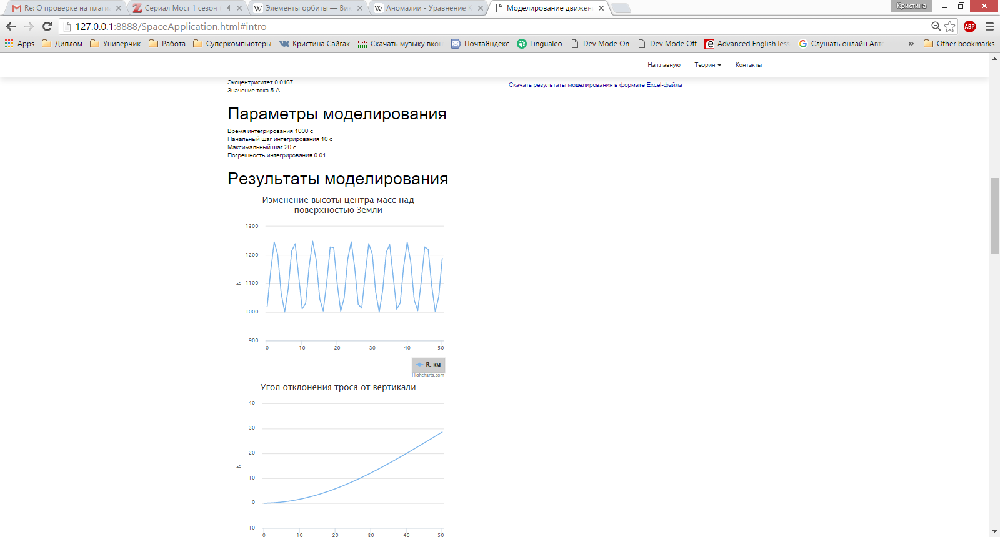 Re: О проверке на плаги
Сериал Мост 1 сезон
Элементы орбиты — Вик
Аномалии - Уравнение К
Моделирование движен
Кристина
127.0.0.1:8888/SpaceApplication.html#intro
ABP
Apps
Диплом
Универчик
Работа
Суперкомпьютеры
Кристина Сайгак
Скачать музыку вкон
ПочтаЯндекс
Lingualeo
Dev Mode On
Dev Mode Off
Advanced English less
Слушать онлайн Авто
»
Other bookmarks
На главную
Теория
Контакты
Эксцентриситет 0.0167
Значение тока 5 А
Скачать результаты моделирования в формате Excel-файла
Параметры моделирования
Время интегрирования 1000 с
Начальный шаг интегрирования 10 с
Максимальный шаг 20 с
Погрешность интегрирования 0.01
Результаты моделирования
Изменение высоты центра масс над
поверхностью Земли
1300
1200
1100
1000
900
N
0 10 20 30 40 50
R, км
Highcharts.com
Угол отклонения троса от вертикали
40
30
20
10
0
-10
N
0 10 20 30 40 50